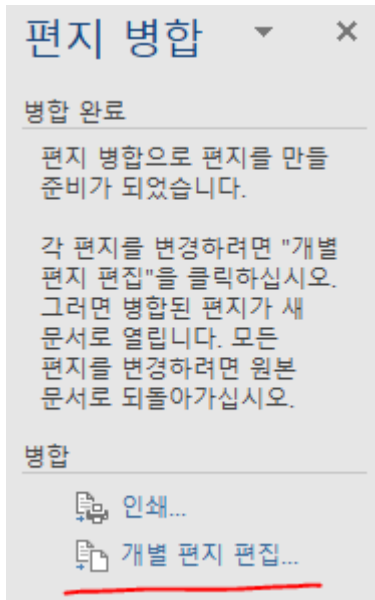 편지 병합
병합 완료
편지 병합으로 편지를 만들
준비가 되었습니다.
각 편지를 변경하려면 "개별
편지 편집"을 클릭하십시오.
그러면 병합된 편지가 새
문서로 열립니다. 모든
편지를 변경하려면 원본
문서로 되돌아가십시오.
병합
인쇄...
개별 편지 편집...